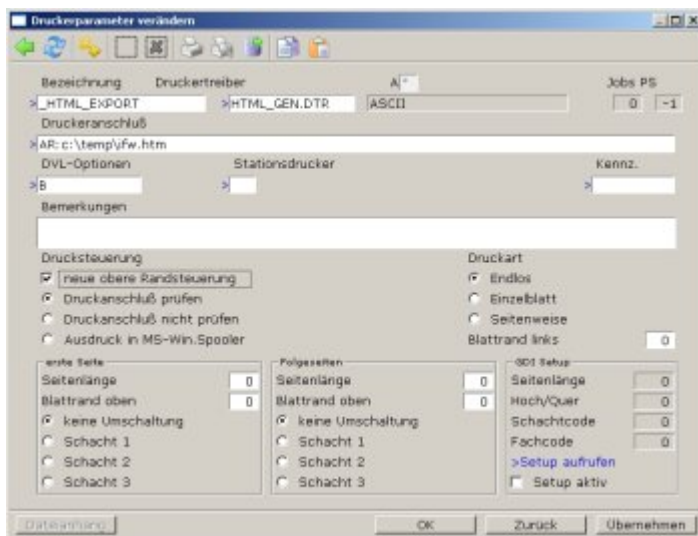 Druckerparameter verändern
Bezeichnung Druckertreiber A * Jobs PS
>_HTML_EXPORT >HTML_GEN.DTR ASCII 0 -1
Druckeranschluß
>AR:c:\temp\ifw.htm
DVL-Optionen Stationsdrucker Kennz.
>B > >
Bemerkungen
Drucksteuerung Druckart
neue obere Randsteuerung Endlos
Druckanschluß prüfen Einzelblatt
Druckanschluß nicht prüfen Seitenweise
Ausdruck in MS-Win.Spooler Blattrand links 0
erste Seite Folgeseiten GDI Setup
Seitenlänge 0 Seitenlänge 0 Seitenlänge 0
Blattrand oben 0 Blattrand oben 0 Hoch/Quer 0
keine Umschaltung keine Umschaltung Schachtcode 0
Schacht 1 Schacht 1 Fachcode 0
Schacht 2 Schacht 2 >Setup aufrufen
Schacht 3 Schacht 3 Setup aktiv
Dateianhang OK Zurück Übernehmen